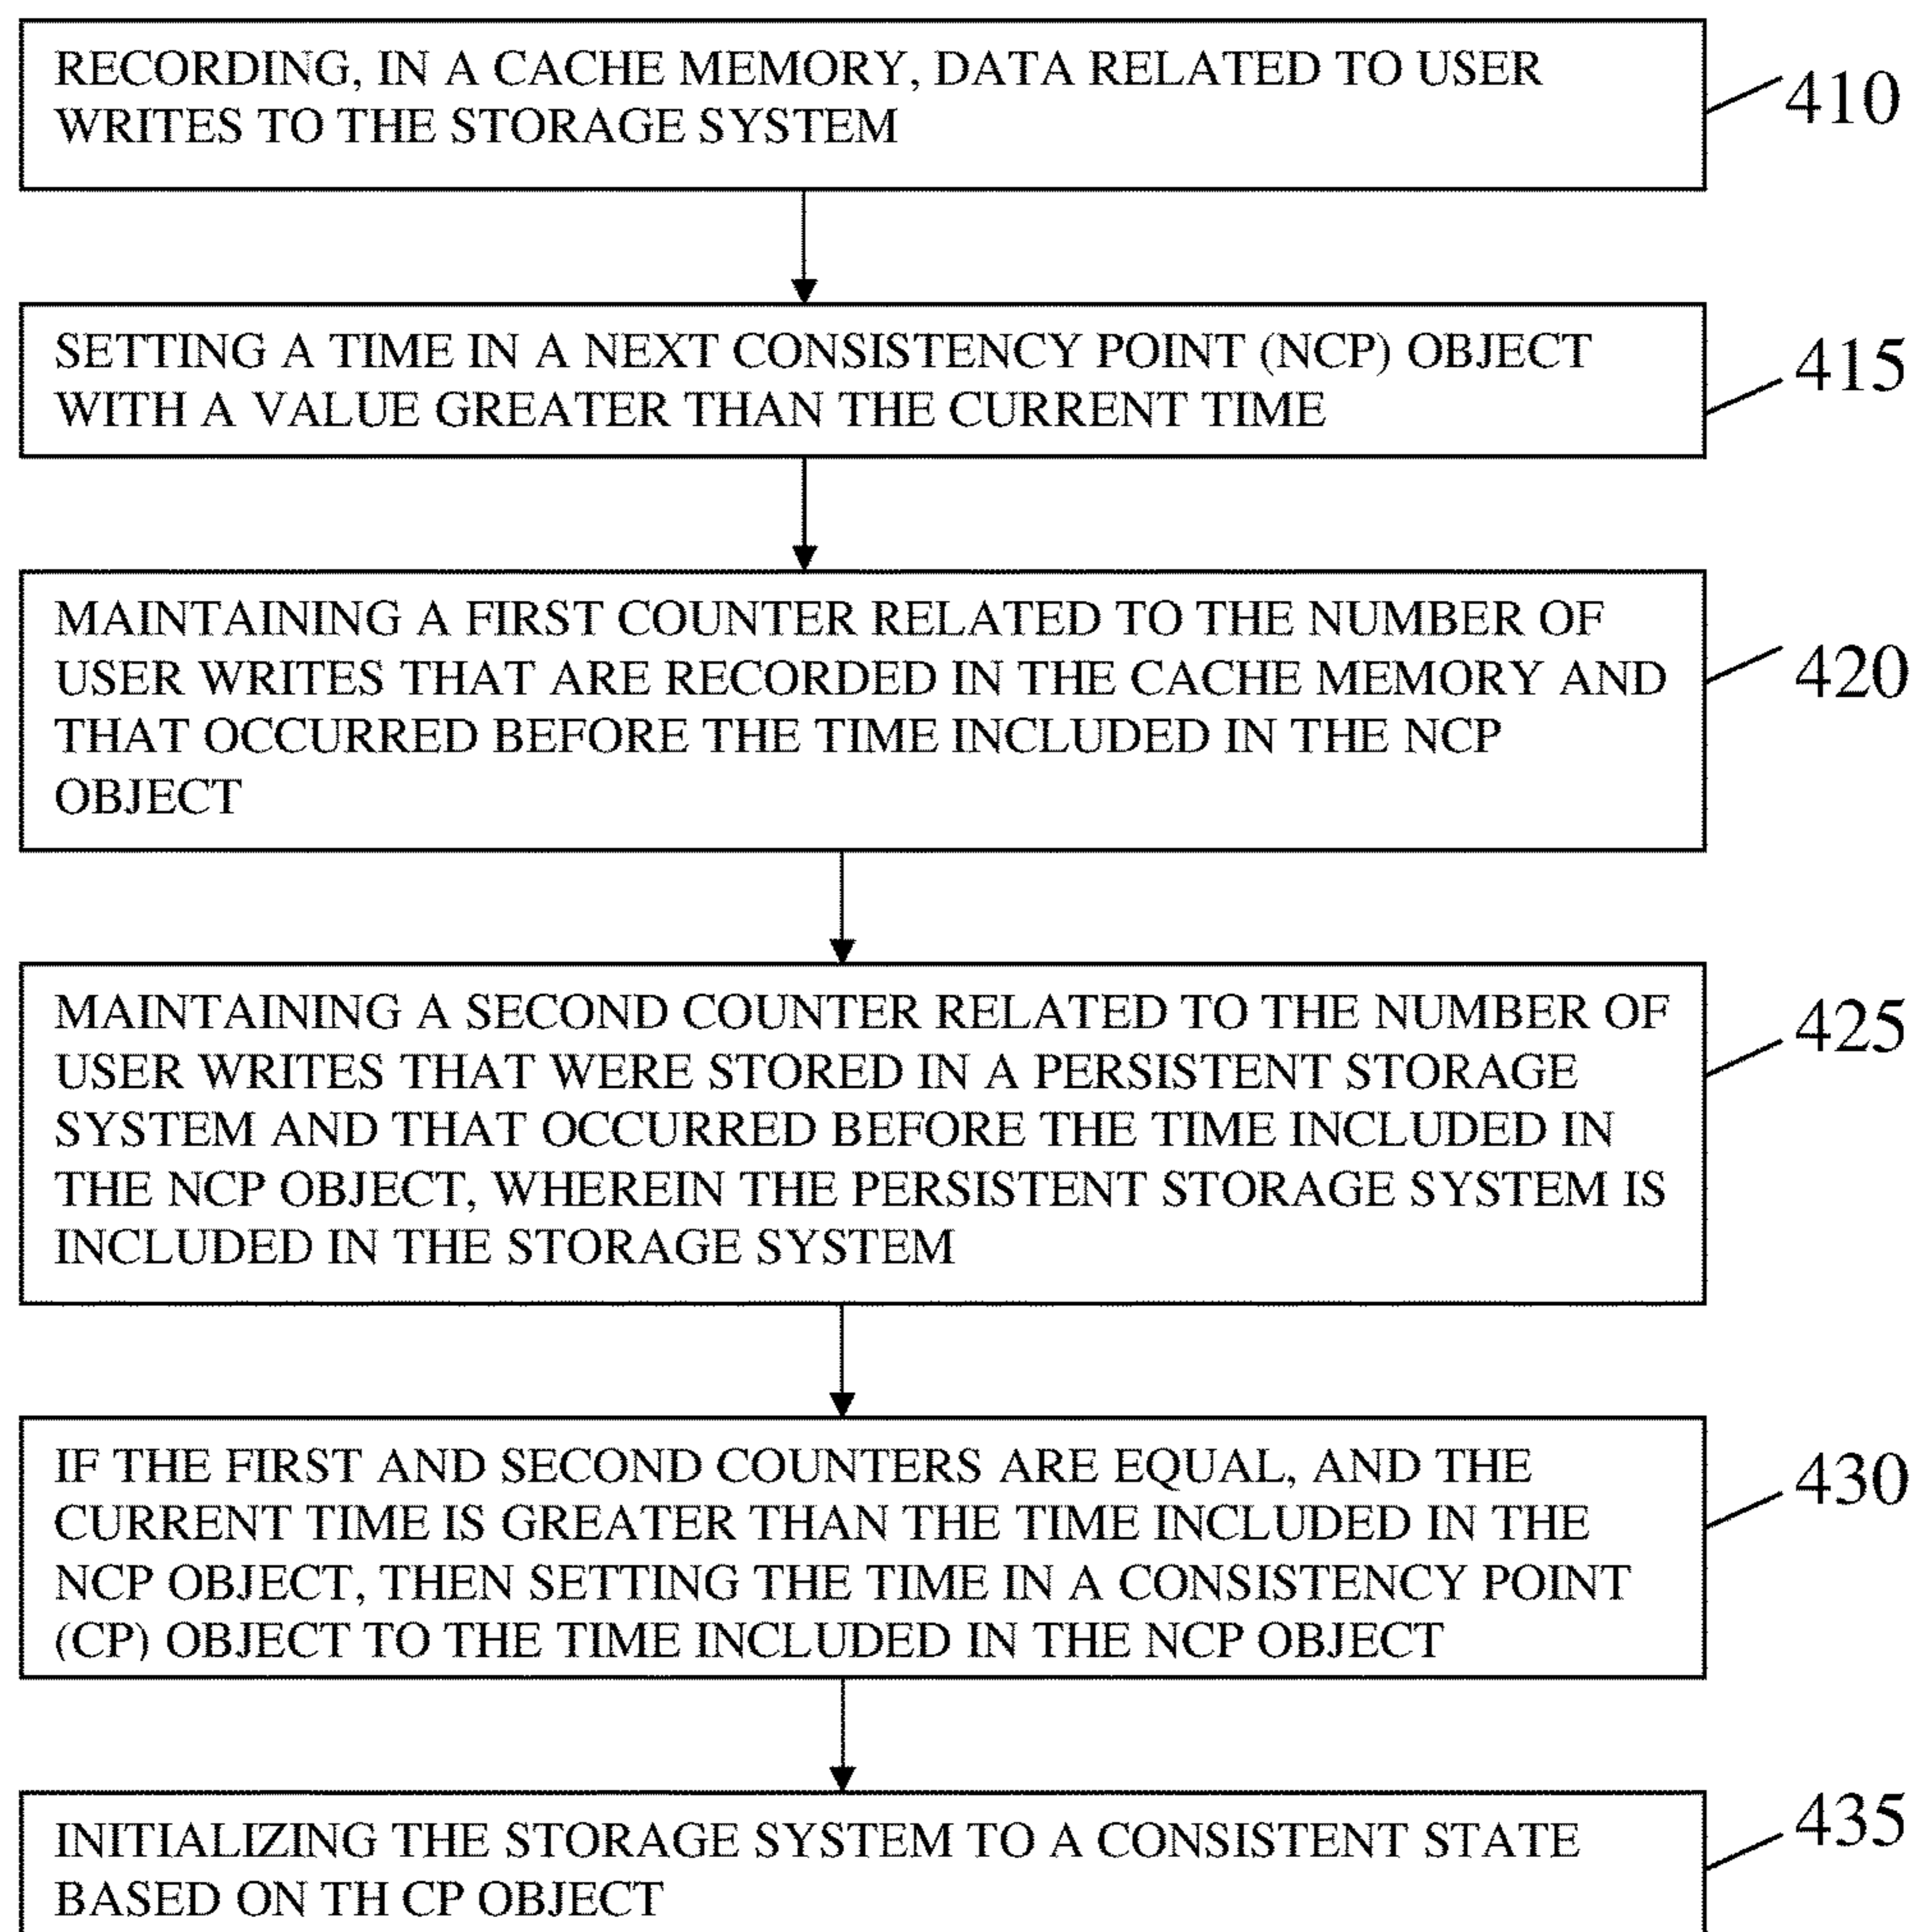 RECORDING, IN A CACHE MEMORY, DATA RELATED TO USER
WRITES TO THE STORAGE SYSTEM
410
SETTING A TIME IN A NEXT CONSISTENCY POINT (NCP) OBJECT
WITH A VALUE GREATER THAN THE CURRENT TIME
415
MAINTAINING A FIRST COUNTER RELATED TO THE NUMBER OF
USER WRITES THAT ARE RECORDED IN THE CACHE MEMORY AND
THAT OCCURRED BEFORE THE TIME INCLUDED IN THE NCP
OBJECT
420
MAINTAINING A SECOND COUNTER RELATED TO THE NUMBER OF
USER WRITES THAT WERE STORED IN A PERSISTENT STORAGE
SYSTEM AND THAT OCCURRED BEFORE THE TIME INCLUDED IN
THE NCP OBJECT, WHEREIN THE PERSISTENT STORAGE SYSTEM IS
INCLUDED IN THE STORAGE SYSTEM
425
IF THE FIRST AND SECOND COUNTERS ARE EQUAL, AND THE
CURRENT TIME IS GREATER THAN THE TIME INCLUDED IN THE
NCP OBJECT, THEN SETTING THE TIME IN A CONSISTENCY POINT
(CP) OBJECT TO THE TIME INCLUDED IN THE NCP OBJECT
430
INITIALIZING THE STORAGE SYSTEM TO A CONSISTENT STATE
BASED ON TH CP OBJECT
435